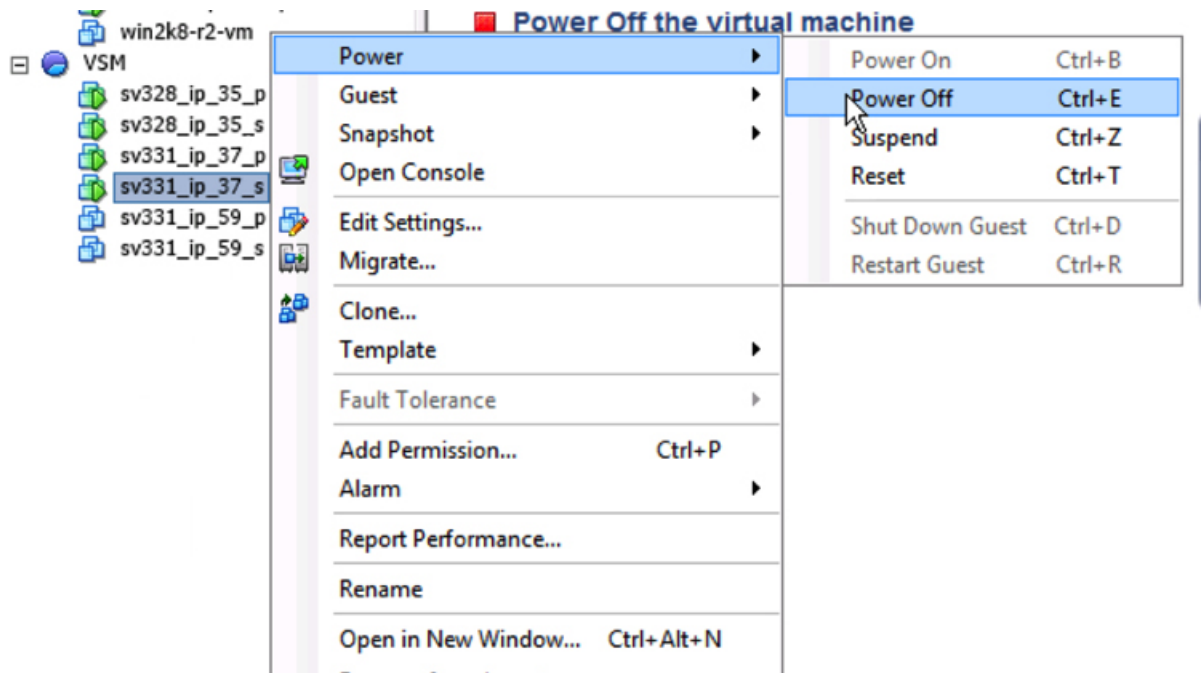 Power Off the virtual machine
win2k8-r2-vm
VSM
sv328_ip_35_p
sv328_ip_35_s
sv331_ip_37_p
sv331_ip_37_s
sv331_ip_59_p
sv331_ip_59_s
Power
Guest
Snapshot
Open Console
Edit Settings...
Migrate...
Clone...
Template
Fault Tolerance
Add Permission... Ctrl+P
Alarm
Report Performance...
Rename
Open in New Window... Ctrl+Alt+N
Power On Ctrl+B
Power Off Ctrl+E
Suspend Ctrl+Z
Reset Ctrl+T
Shut Down Guest Ctrl+D
Restart Guest Ctrl+R